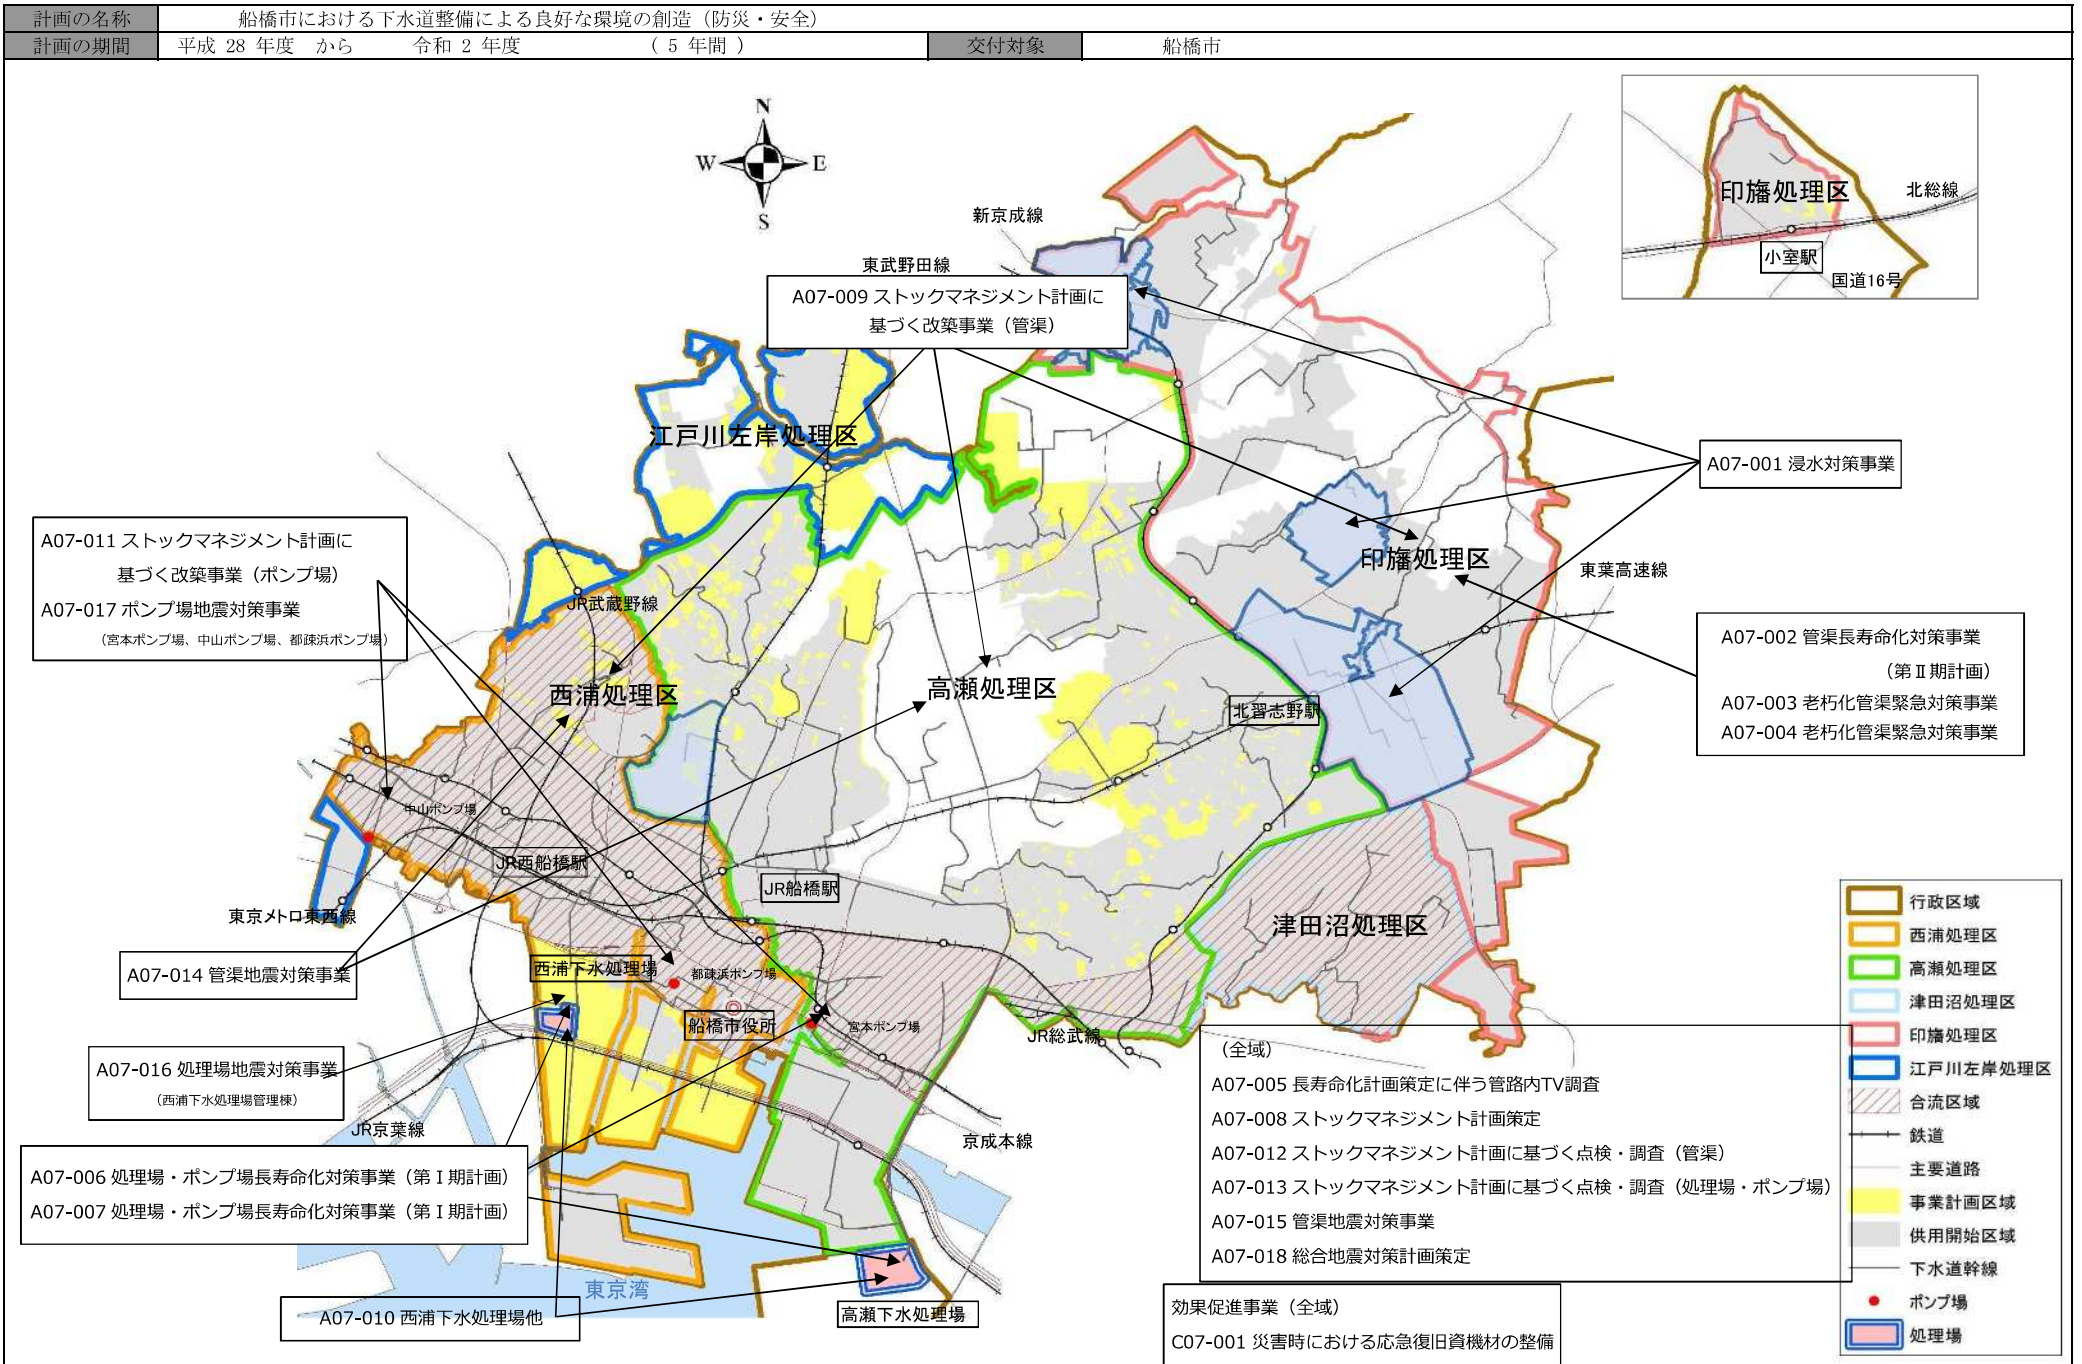 計画の名称 船橋市における下水道整備による良好な環境の創造（防災・安全）
計画の期間 平成 28 年度 から 令和 2 年度 （ 5 年間 ） 交付対象 船橋市
N
W E
S
新京成線
東武野田線
A07-009 ストックマネジメント計画に
基づく改築事業（管渠）
印旛処理区
北総線
小室駅
国道16号
江戸川左岸処理区
A07-001 浸水対策事業
A07-011 ストックマネジメント計画に
基づく改築事業（ポンプ場）
A07-017 ポンプ場地震対策事業
（宮本ポンプ場、中山ポンプ場、都疎浜ポンプ場）
JR武蔵野線
印旛処理区
東葉高速線
A07-002 管渠長寿命化対策事業
（第Ⅱ期計画）
A07-003 老朽化管渠緊急対策事業
A07-004 老朽化管渠緊急対策事業
西浦処理区
高瀬処理区
北習志野駅
中山ポンプ場
JR西船橋駅
JR船橋駅
東京メトロ東西線
津田沼処理区
A07-014 管渠地震対策事業
西浦下水処理場
都疎浜ポンプ場
船橋市役所
宮本ポンプ場
JR総武線
A07-016 処理場地震対策事業
（西浦下水処理場管理棟）
JR京葉線
京成本線
A07-006 処理場・ポンプ場長寿命化対策事業（第Ⅰ期計画）
A07-007 処理場・ポンプ場長寿命化対策事業（第Ⅰ期計画）
東京湾
A07-010 西浦下水処理場他
高瀬下水処理場
（全域）
A07-005 長寿命化計画策定に伴う管路内TV調査
A07-008 ストックマネジメント計画策定
A07-012 ストックマネジメント計画に基づく点検・調査（管渠）
A07-013 ストックマネジメント計画に基づく点検・調査（処理場・ポンプ場）
A07-015 管渠地震対策事業
A07-018 総合地震対策計画策定
効果促進事業（全域）
C07-001 災害時における応急復旧資機材の整備
行政区域
西浦処理区
高瀬処理区
津田沼処理区
印旛処理区
江戸川左岸処理区
合流区域
鉄道
主要道路
事業計画区域
供用開始区域
下水道幹線
ポンプ場
処理場